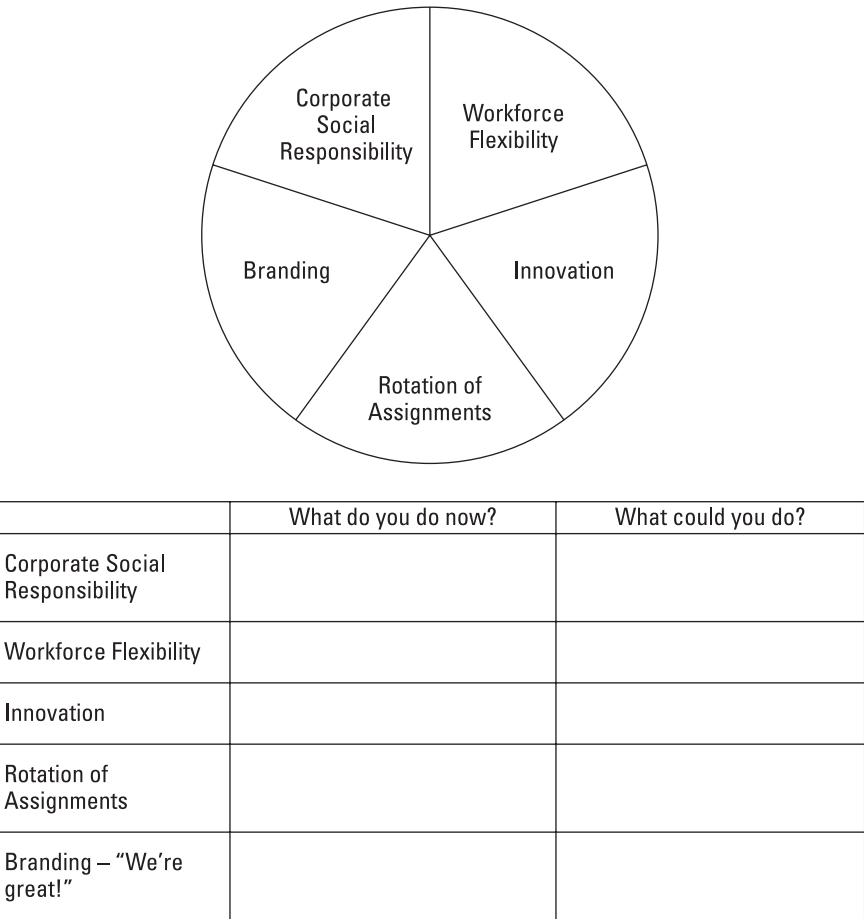 Corporate
Social
Responsibility
Workforce
Flexibility
Branding
Innovation
Rotation of
Assignments
What do you do now? What could you do?
Corporate Social
Responsibility
Workforce Flexibility
Innovation
Rotation of
Assignments
Branding – “We’re
great!”